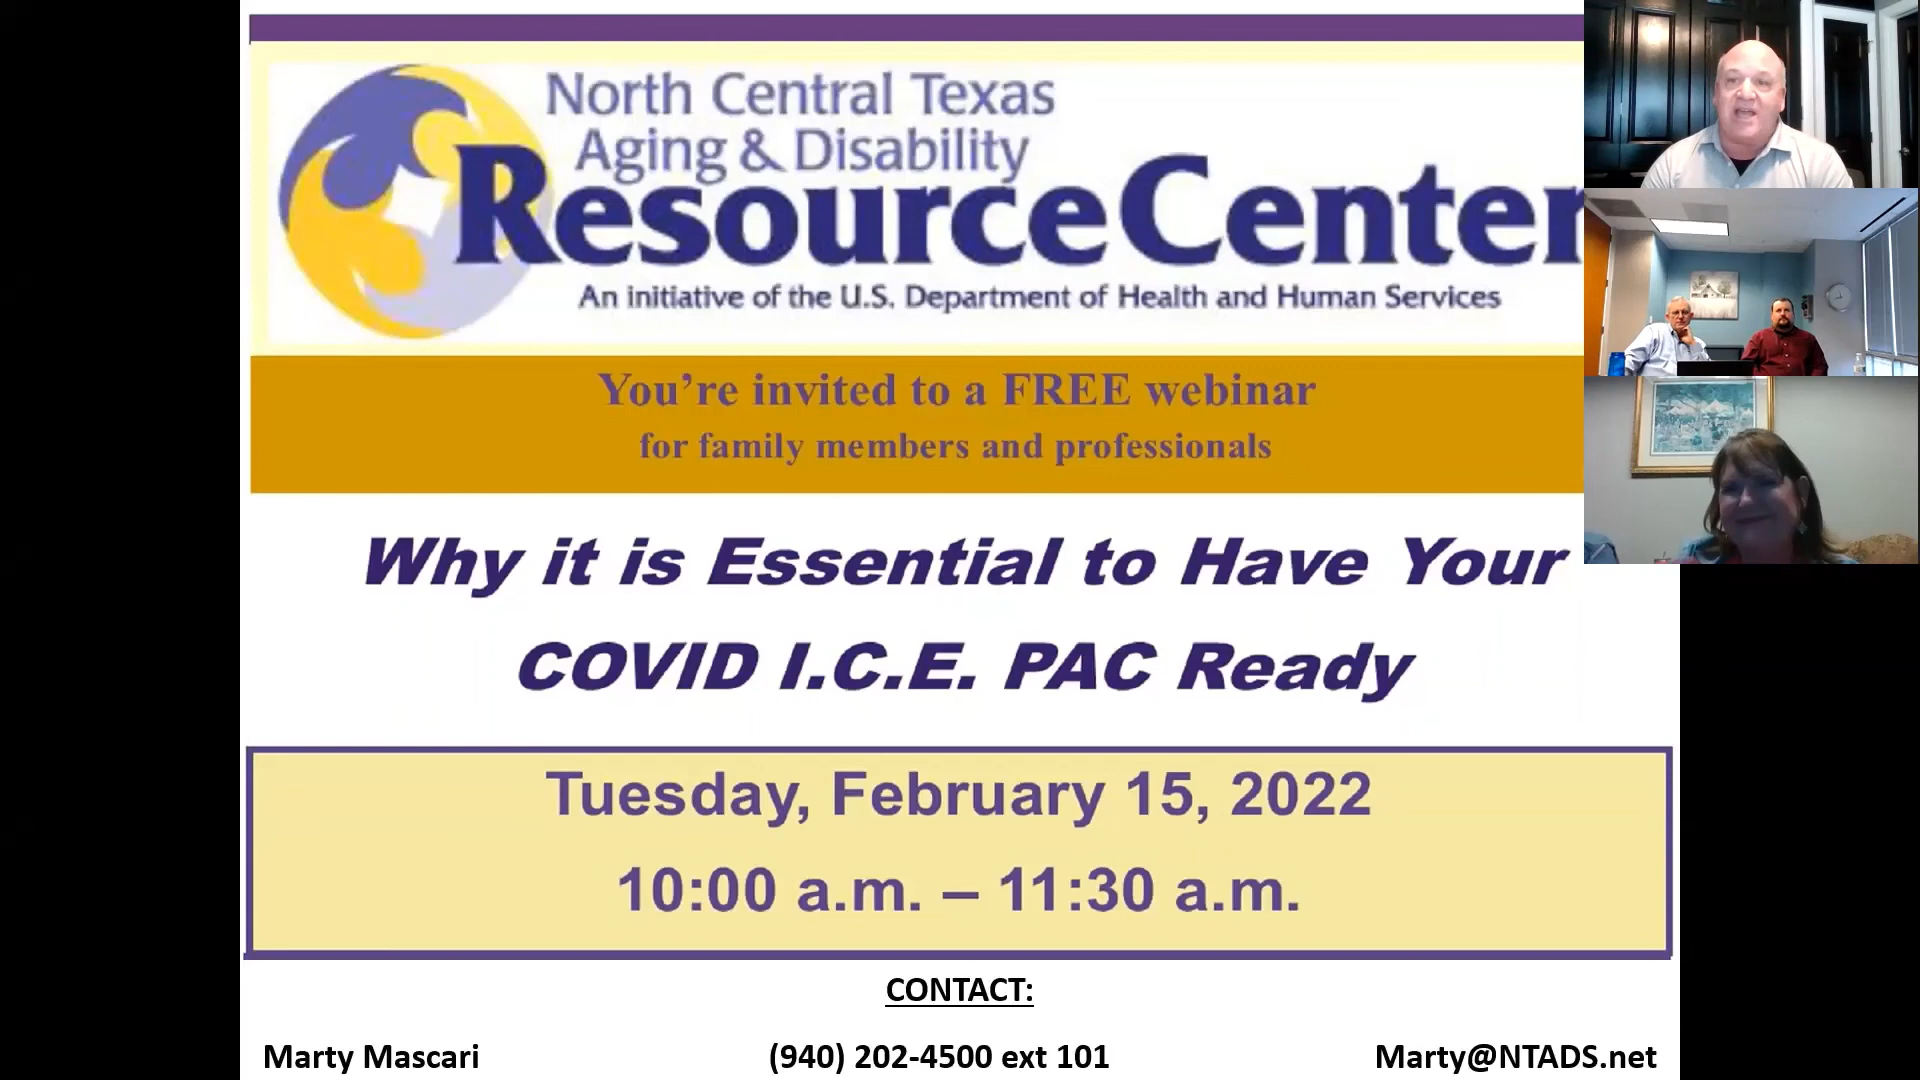 North Central Texas
Aging & Disability
ResourceCenter
An initiative of the U.S. Department of Health and Human Services
You’re invited to a FREE webinar
for family members and professionals
Why it is Essential to Have Your
COVID I.C.E. PAC Ready
Tuesday, February 15, 2022
10:00 a.m. – 11:30 a.m.
CONTACT:
Marty Mascari (940) 202-4500 ext 101 Marty@NTADS.net